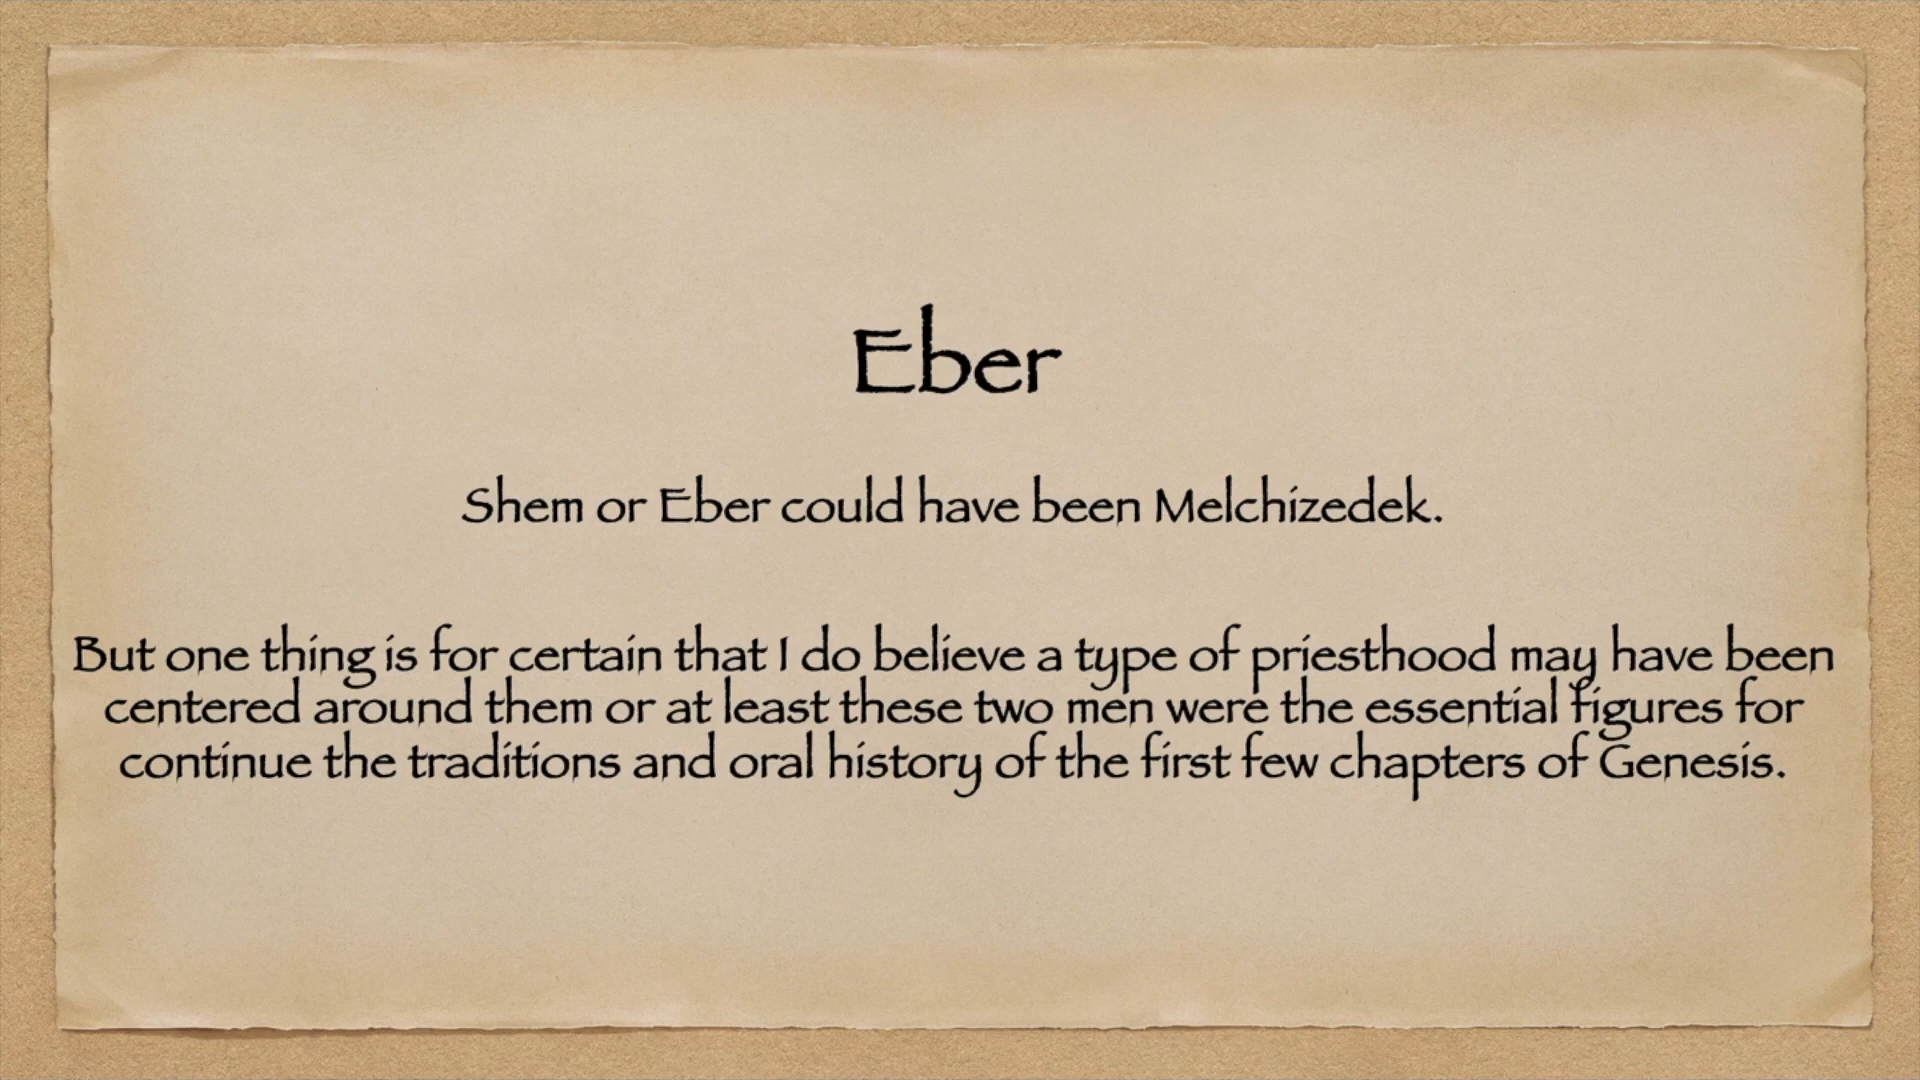 Eber
Shem or Eber could have been Melchizedek.
But one thing is for certain that I do believe a type of priesthood may have been
centered around them or at least these two men were the essential figures for
continue the traditions and oral history of the first few chapters of Genesis.